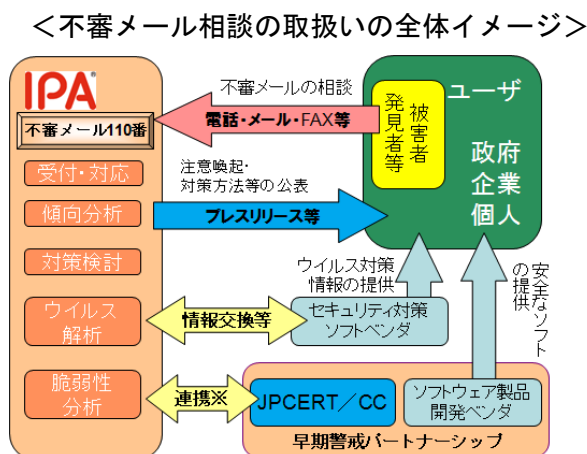 ＜不審メール相談の取扱いの全体イメージ＞
IPA®
不審メール110番
受付・対応
傾向分析
対策検討
ウイルス
解析
脆弱性
分析
不審メールの相談
電話・メール・FAX等
注意喚起・
対策方法等の公表
プレスリリース等
被害者
発見者等
ユーザ
政府
企業
個人
ウイルス対策
情報の提供
安全なソフト
の提供
情報交換等
セキュリティ対策
ソフトベンダ
連携※
JPCERT／CC
ソフトウェア製品
開発ベンダ
早期警戒パートナーシップ